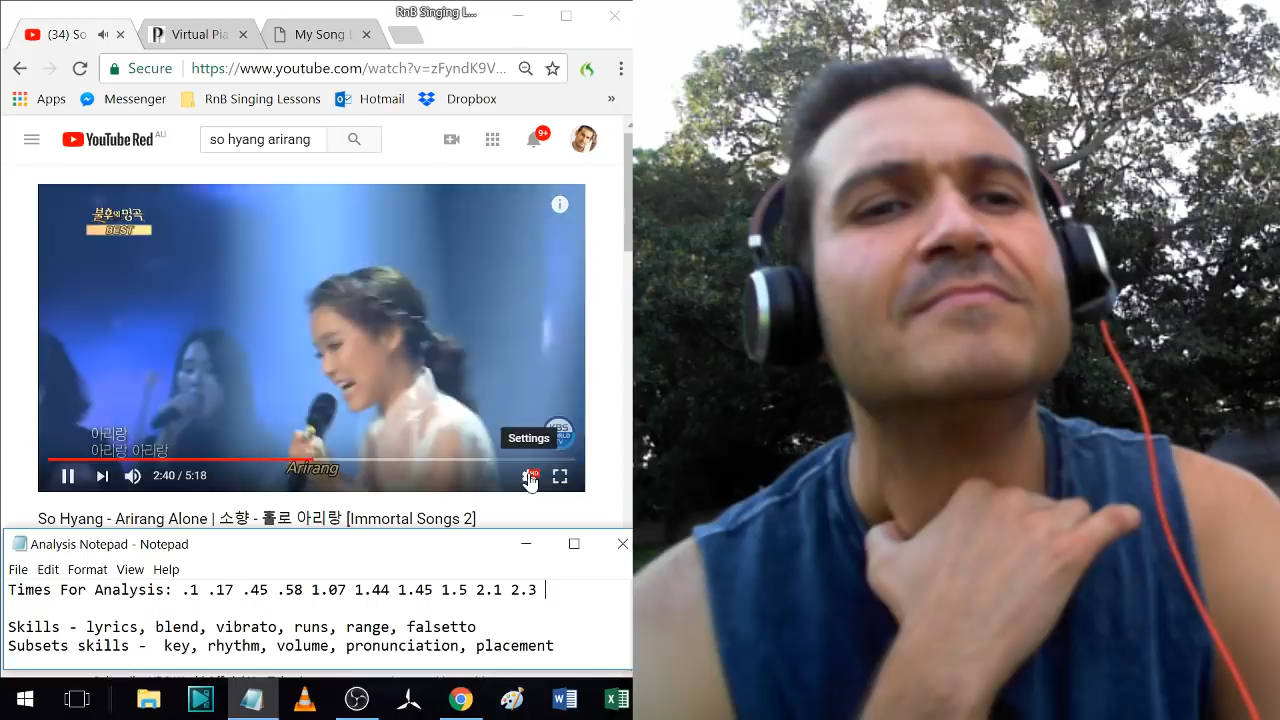 RnB Singing L...
(34) So
Virtual Pia
My Song L
Secure
https://www.youtube.com/watch?v=zFyndK9V...
Apps
Messenger
RnB Singing Lessons
Hotmail
Dropbox
»
YouTube Red AU
so hyang arirang
9+
불후의 명곡
BEST
i
아리랑
아리랑 아리랑
KBS WORLD TV
Settings
2:40 / 5:18
Arirang
HD
So Hyang - Arirang Alone | 소향 - 홀로 아리랑 [Immortal Songs 2]
Analysis Notepad - Notepad
File Edit Format View Help
Times For Analysis: .1 .17 .45 .58 1.07 1.44 1.45 1.5 2.1 2.3
Skills - lyrics, blend, vibrato, runs, range, falsetto
Subsets skills -  key, rhythm, volume, pronunciation, placement